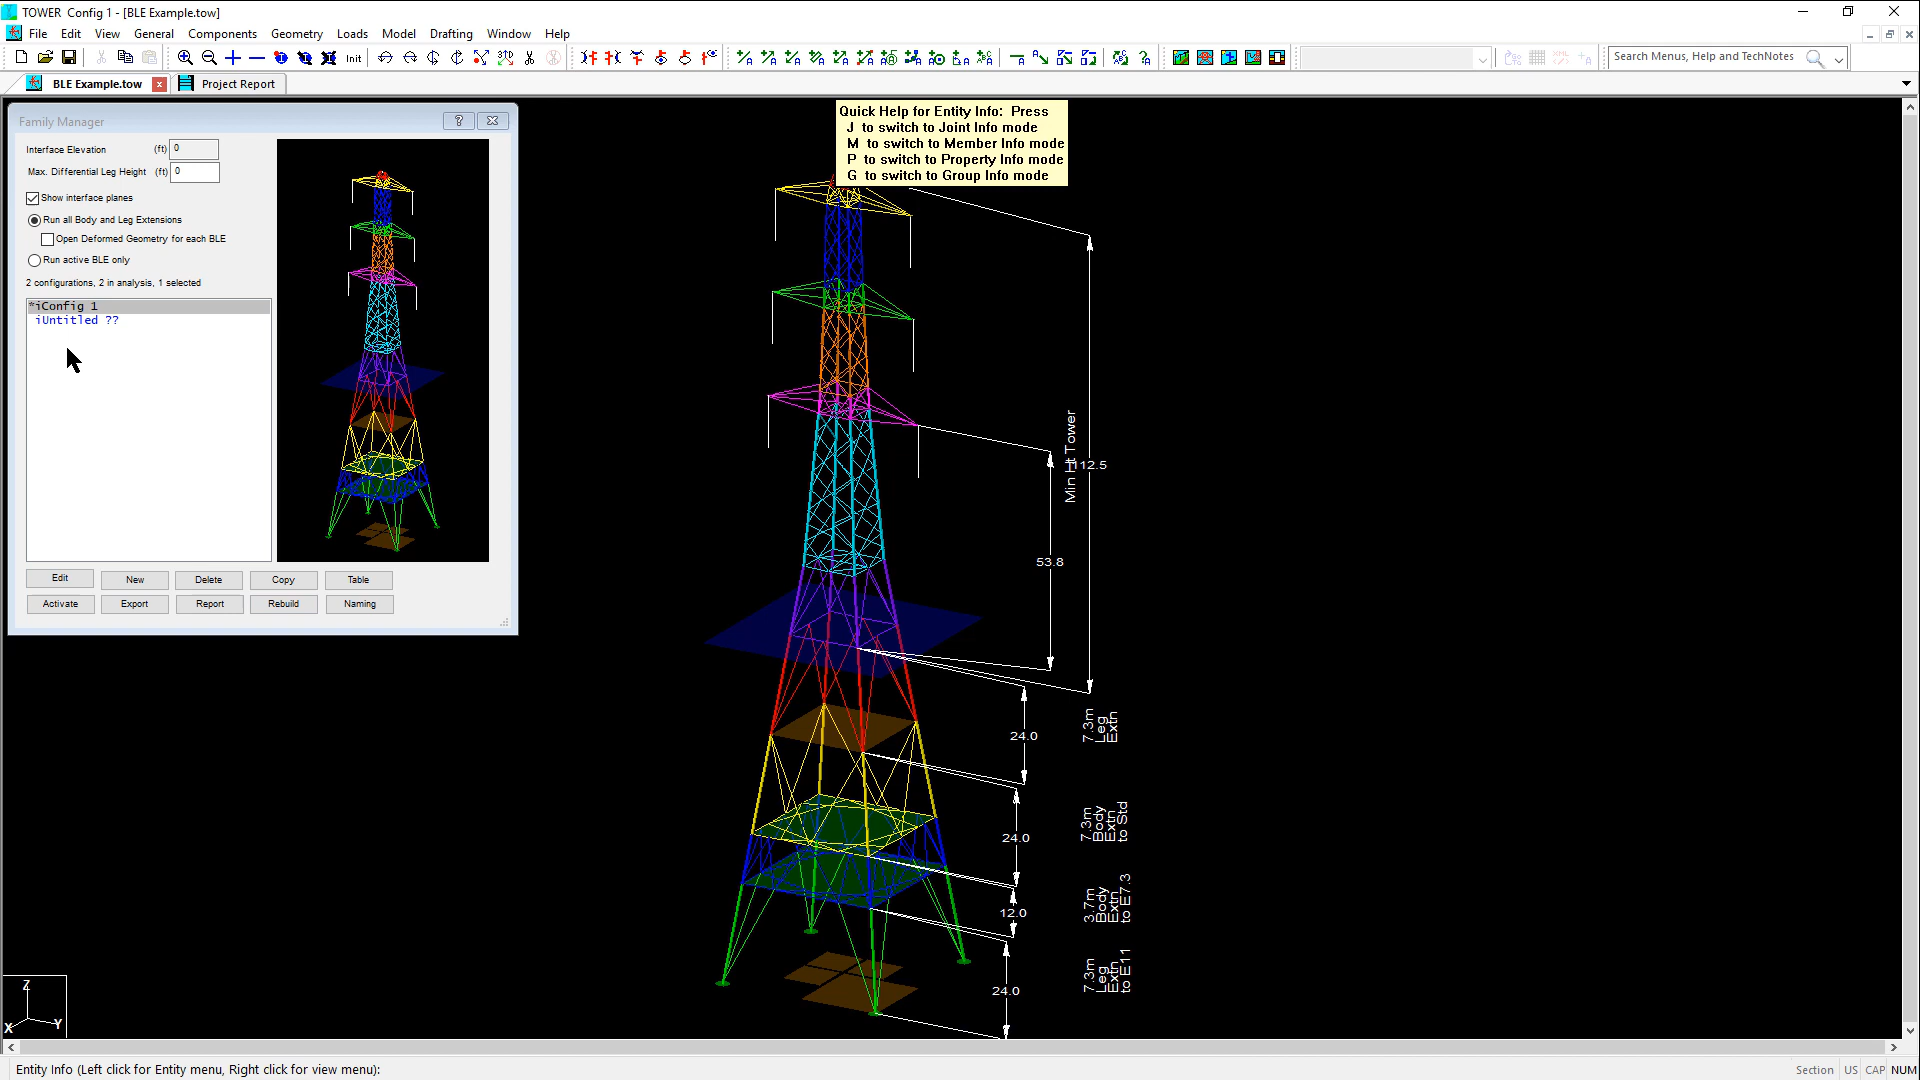 TOWER Config 1 - [BLE Example.tow]
File Edit View General Components Geometry Loads Model Drafting Window Help
Init
Search Menus, Help and TechNotes
BLE Example.tow
Project Report
Family Manager
Interface Elevation (ft) 0
Max. Differential Leg Height (ft) 0
Show interface planes
Run all Body and Leg Extensions
Open Deformed Geometry for each BLE
Run active BLE only
2 configurations, 2 in analysis, 1 selected
*iConfig 1
iUntitled ??
Edit New Delete Copy Table
Activate Export Report Rebuild Naming
Quick Help for Entity Info: Press
J to switch to Joint Info mode
M to switch to Member Info mode
P to switch to Property Info mode
G to switch to Group Info mode
Min Ht Tower
112.5
53.8
24.0
7.3m
Leg
Extn
24.0
7.3m
Body
Extn
to Std
12.0
3.7m
Body
Extn
to E7.3
24.0
7.3m
Leg
Extn
to E11
Z
X
Y
Entity Info (Left click for Entity menu, Right click for view menu):
Section US CAP NUM